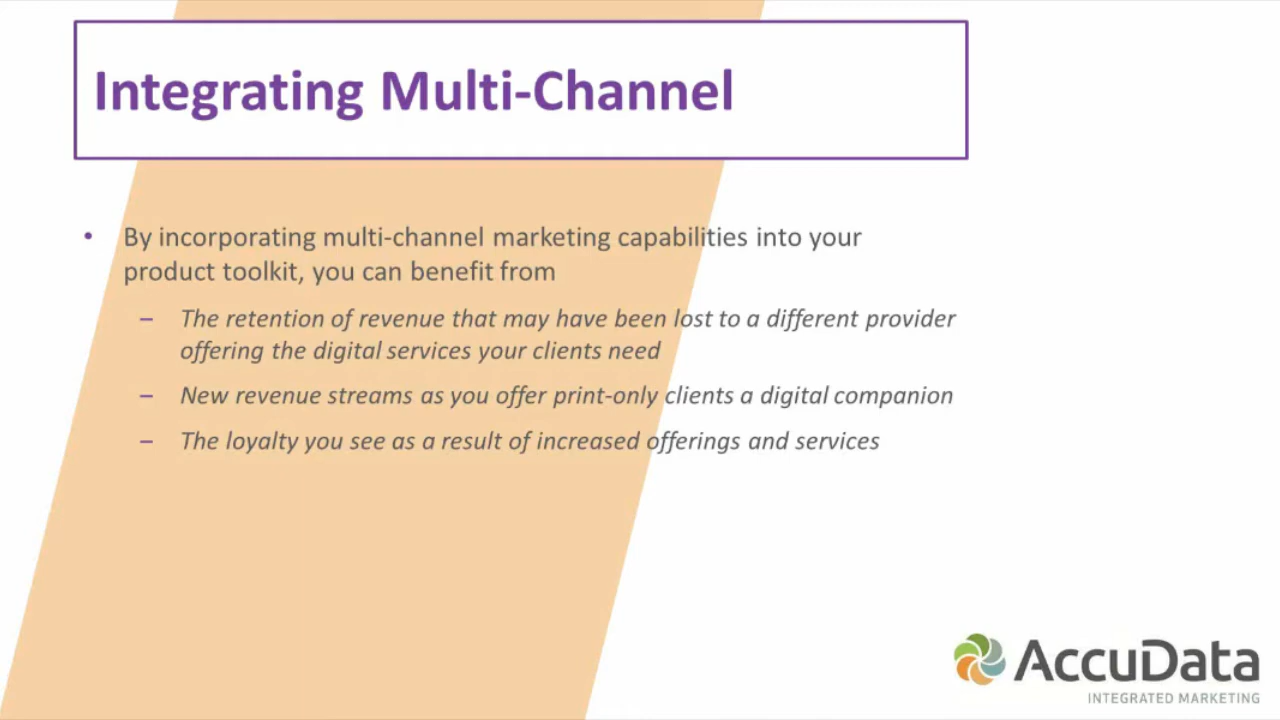 Integrating Multi-Channel
• By incorporating multi-channel marketing capabilities into your
product toolkit, you can benefit from
– The retention of revenue that may have been lost to a different provider
offering the digital services your clients need
– New revenue streams as you offer print-only clients a digital companion
– The loyalty you see as a result of increased offerings and services
AccuData
INTEGRATED MARKETING